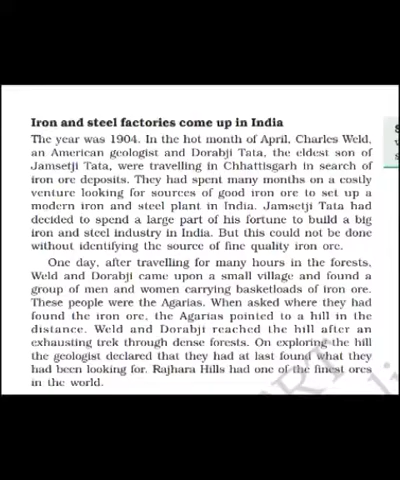 Iron and steel factories come up in India
The year was 1904. In the hot month of April, Charles Weld,
an American geologist and Dorabji Tata, the eldest son of
Jamsetji Tata, were travelling in Chhattisgarh in search of
iron ore deposits. They had spent many months on a costly
venture looking for sources of good iron ore to set up a
modern iron and steel plant in India. Jamsetji Tata had
decided to spend a large part of his fortune to build a big
iron and steel industry in India. But this could not be done
without identifying the source of fine quality iron ore.
One day, after travelling for many hours in the forests,
Weld and Dorabji came upon a small village and found a
group of men and women carrying basketloads of iron ore.
These people were the Agarias. When asked where they had
found the iron ore, the Agarias pointed to a hill in the
distance. Weld and Dorabji reached the hill after an
exhausting trek through dense forests. On exploring the hill
the geologist declared that they had at last found what they
had been looking for. Rajhara Hills had one of the finest ores
in the world.